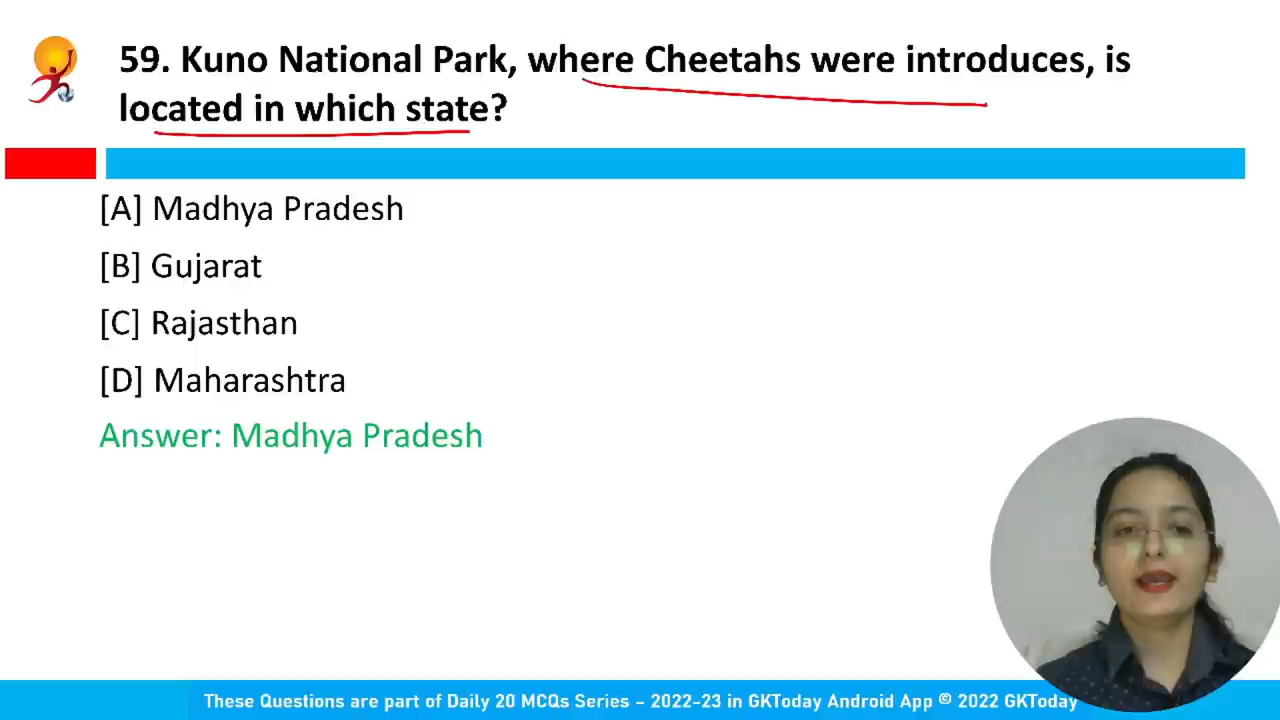 59. Kuno National Park, where Cheetahs were introduces, is
located in which state?
[A] Madhya Pradesh
[B] Gujarat
[C] Rajasthan
[D] Maharashtra
Answer: Madhya Pradesh
These Questions are part of Daily 20 MCQs Series – 2022-23 in GKToday Android App © 2022 GKToday